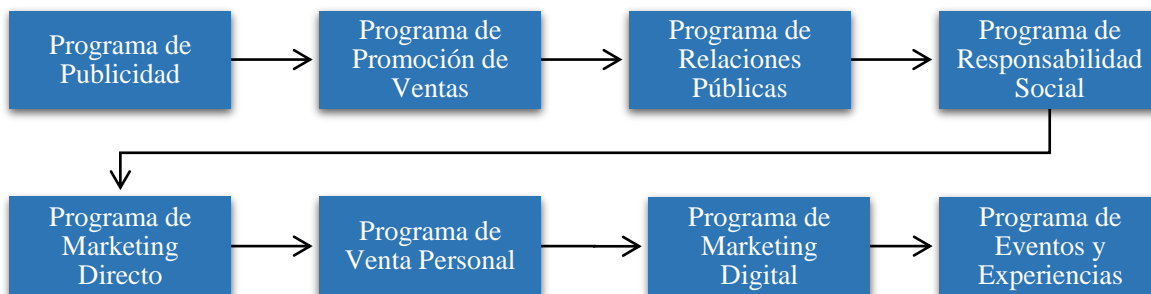 Programa de
Publicidad
Programa de
Promoción de
Ventas
Programa de
Relaciones
Públicas
Programa de
Responsabilidad
Social
Programa de
Marketing
Directo
Programa de
Venta Personal
Programa de
Marketing
Digital
Programa de
Eventos y
Experiencias